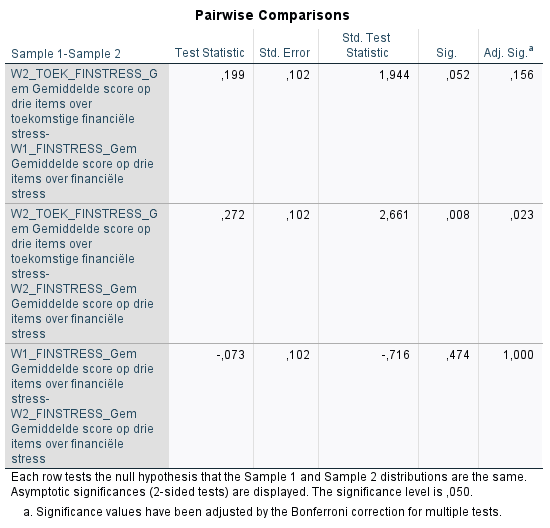 Pairwise Comparisons
Sample 1-Sample 2 Test Statistic Std. Error Std. Test Statistic Sig. Adj. Sig.a
W2_TOEK_FINSTRESS_G ,199 ,102 1,944 ,052 ,156
em Gemiddelde score op
drie items over
toekomstige financiële
stress-
W1_FINSTRESS_Gem
Gemiddelde score op drie
items over financiële
stress
W2_TOEK_FINSTRESS_G ,272 ,102 2,661 ,008 ,023
em Gemiddelde score op
drie items over
toekomstige financiële
stress-
W2_FINSTRESS_Gem
Gemiddelde score op drie
items over financiële
stress
W1_FINSTRESS_Gem -,073 ,102 -,716 ,474 1,000
Gemiddelde score op drie
items over financiële
stress-
W2_FINSTRESS_Gem
Gemiddelde score op drie
items over financiële
stress
Each row tests the null hypothesis that the Sample 1 and Sample 2 distributions are the same.
Asymptotic significances (2-sided tests) are displayed. The significance level is ,050.
a. Significance values have been adjusted by the Bonferroni correction for multiple tests.